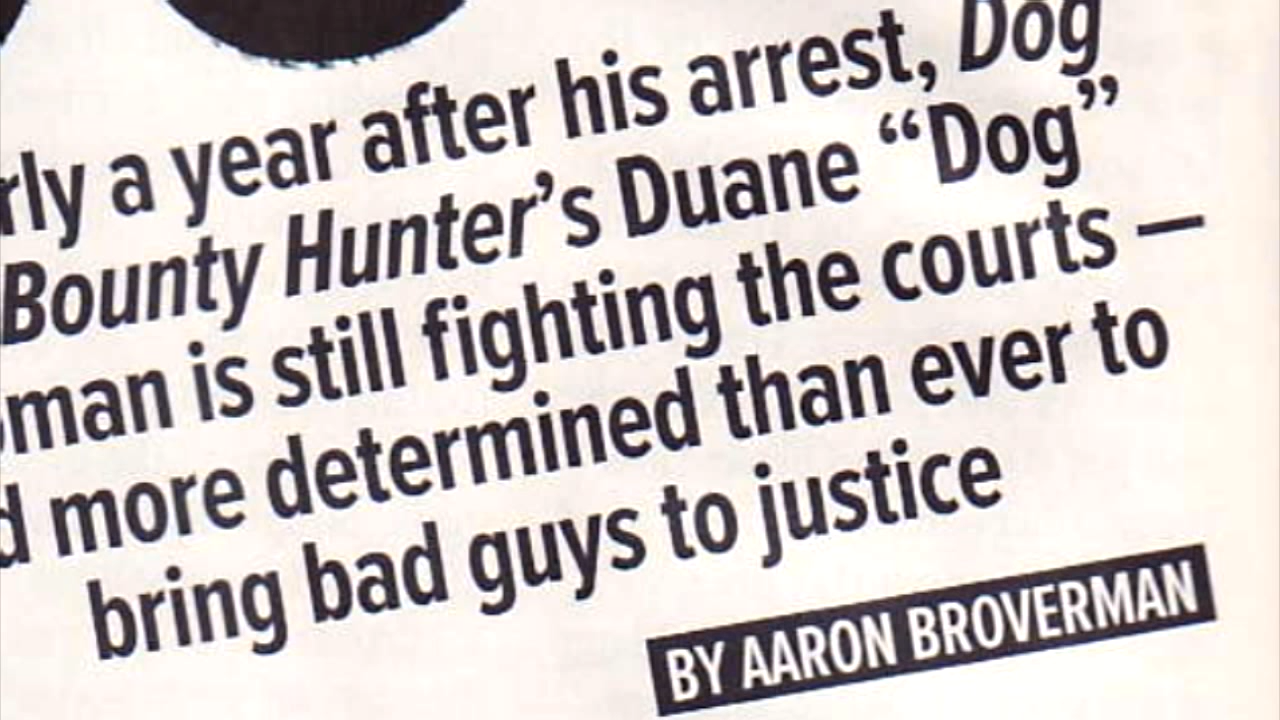 rly a year after his arrest, Dog
Bounty Hunter’s Duane “Dog”
man is still fighting the courts —
d more determined than ever to
bring bad guys to justice
BY AARON BROVERMAN